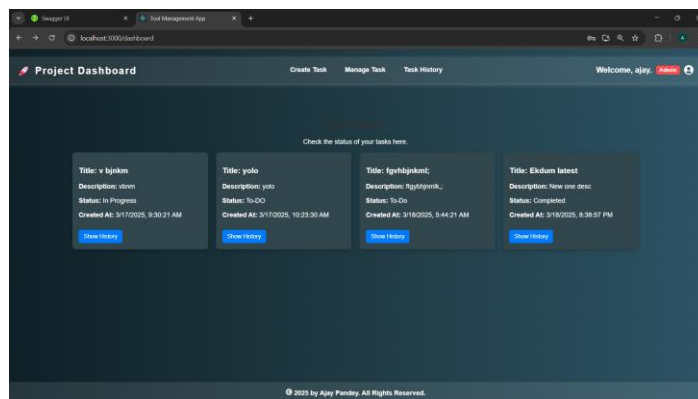 Swagger UI
Tool Management App
localhost:3000/dashboard
Project Dashboard
Create Task
Manage Task
Task History
Welcome, ajay.
Admin
Check the status of your tasks here.
Title: v bjnkm
Description: vbnm
Status: In Progress
Created At: 3/17/2025, 9:30:21 AM
Show History
Title: yolo
Description: yolo
Status: To-DO
Created At: 3/17/2025, 10:23:30 AM
Show History
Title: fgvhbjnkml;
Description:
Status: To-Do
Created At: 3/18/2025, 5:44:21 AM
Show History
Title: Ekdum latest
Description: New one desc
Status: Completed
Created At: 3/18/2025, 8:38:57 PM
Show History
© 2025 by Ajay Pandey. All Rights Reserved.